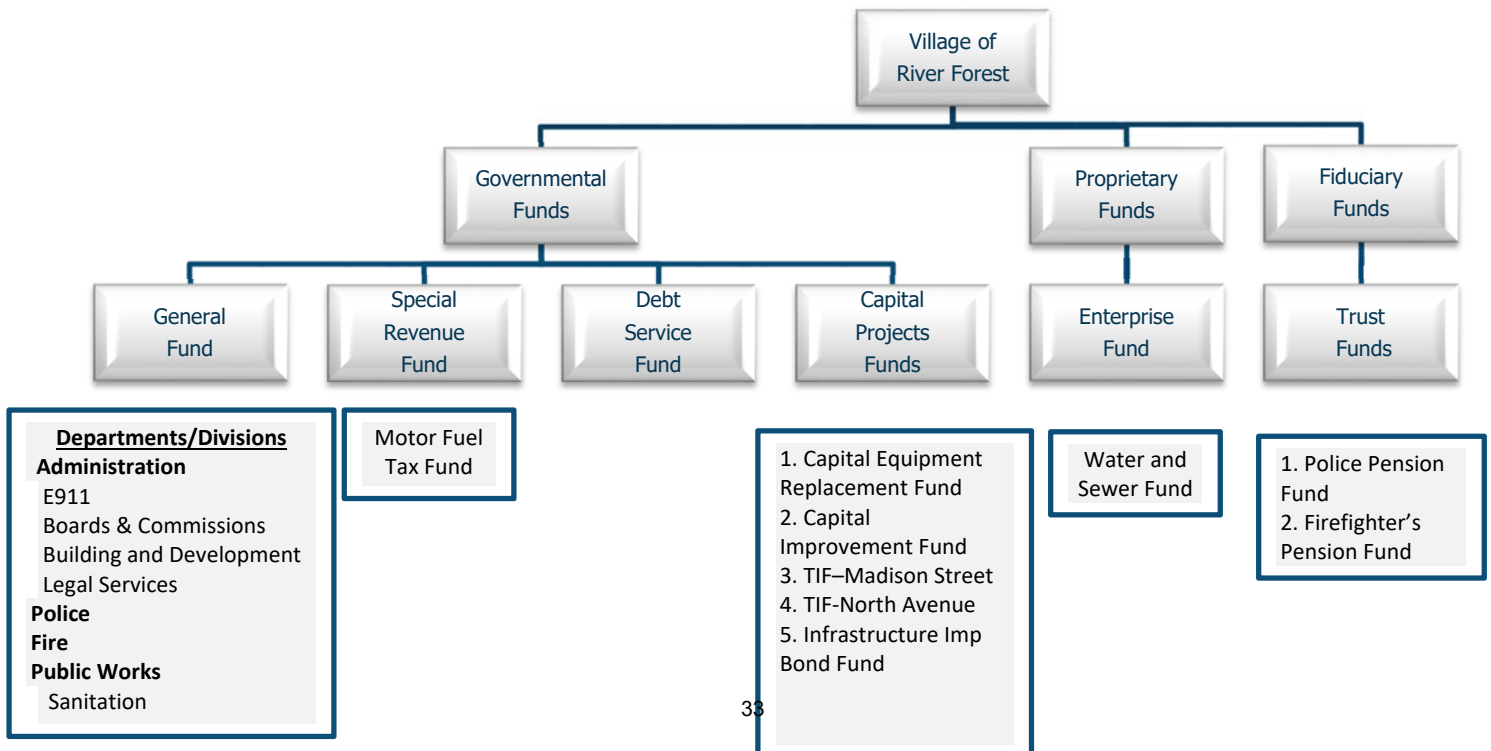 Village of
River Forest
Governmental
Funds
Proprietary
Funds
Fiduciary
Funds
General
Fund
Special
Revenue
Fund
Debt
Service
Fund
Capital
Projects
Funds
Enterprise
Fund
Trust
Funds
Departments/Divisions
Administration
E911
Boards & Commissions
Building and Development
Legal Services
Police
Fire
Public Works
Sanitation
Motor Fuel
Tax Fund
1. Capital Equipment
Replacement Fund
2. Capital
Improvement Fund
3. TIF–Madison Street
4. TIF-North Avenue
5. Infrastructure Imp
Bond Fund
Water and
Sewer Fund
1. Police Pension
Fund
2. Firefighter’s
Pension Fund
33